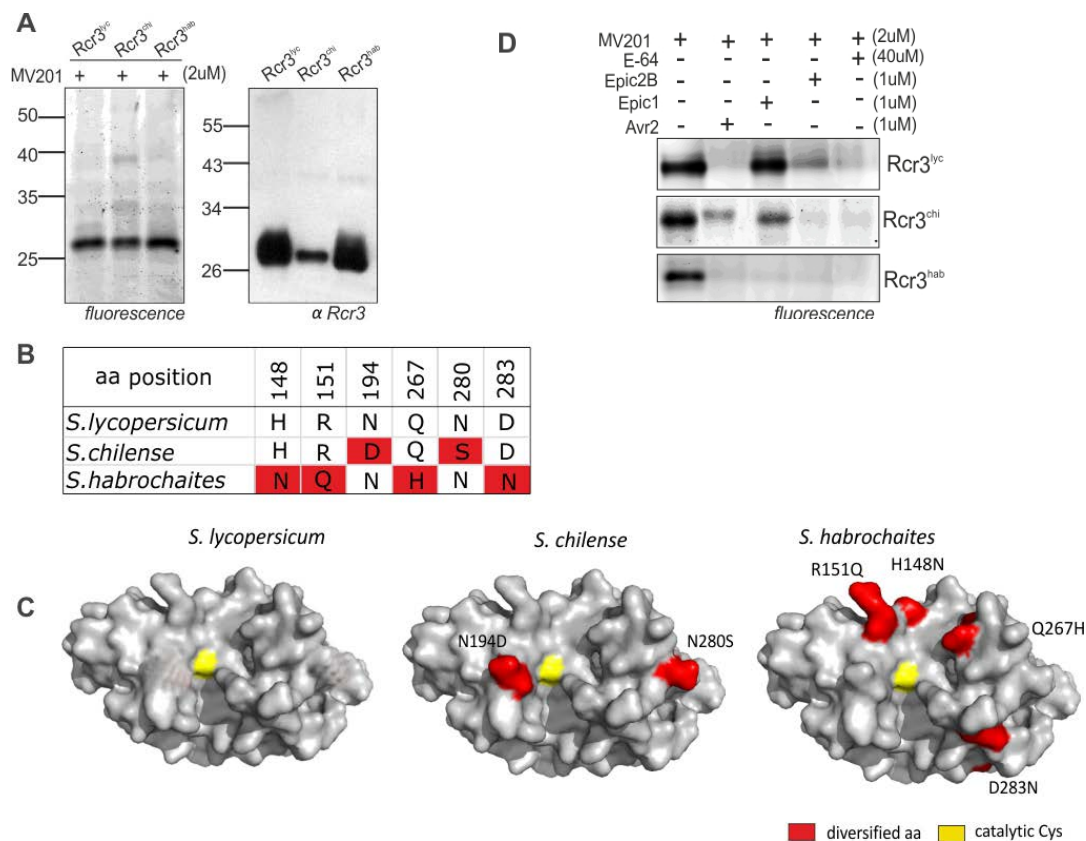 A
Rcr3lyc Rcr3chi Rcr3hab
MV201 + + + (2uM)
50
40
35
25
fluorescence
Rcr3lyc Rcr3chi Rcr3hab
55
43
34
26
α Rcr3
D
MV201 + + + + + (2uM)
E-64 - - - - + (40uM)
Epic2B - - - + - (1uM)
Epic1 - - + - - (1uM)
Avr2 - + - - - (1uM)
Rcr3lyc
Rcr3chi
Rcr3hab
fluorescence
B
aa position 148 151 194 267 280 283
S.lycopersicum H R N Q N D
S.chilense H R D Q S D
S.habrochaites N Q N H N N
C
S. lycopersicum
S. chilense
N194D
N280S
S. habrochaites
R151Q
H148N
Q267H
D283N
diversified aa catalytic Cys